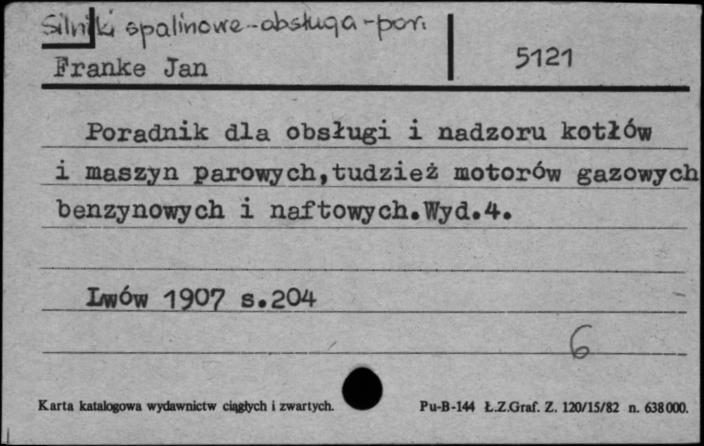 Silniki spalinowe-obsługa-por.
Franke Jan
5121
Poradnik dla obsługi i nadzoru kotłów
i maszyn parowych,tudzież motorów gazowych
benzynowych i naftowych.Wyd.4.
Lwów 1907 s.204
6
Karta katalogowa wydawnictw ciągłych i zwartych.
Pu-B-144 Ł.Z.Graf. Z. 120/15/82 n. 638000.